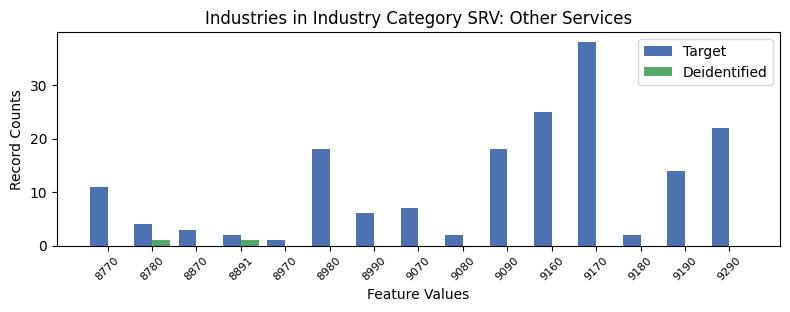 Industries in Industry Category SRV: Other Services
Target
Deidentified
Record Counts
30
20
10
0
8770 8780 8870 8891 8970 8980 8990 9070 9080 9090 9160 9170 9180 9190 9290
Feature Values